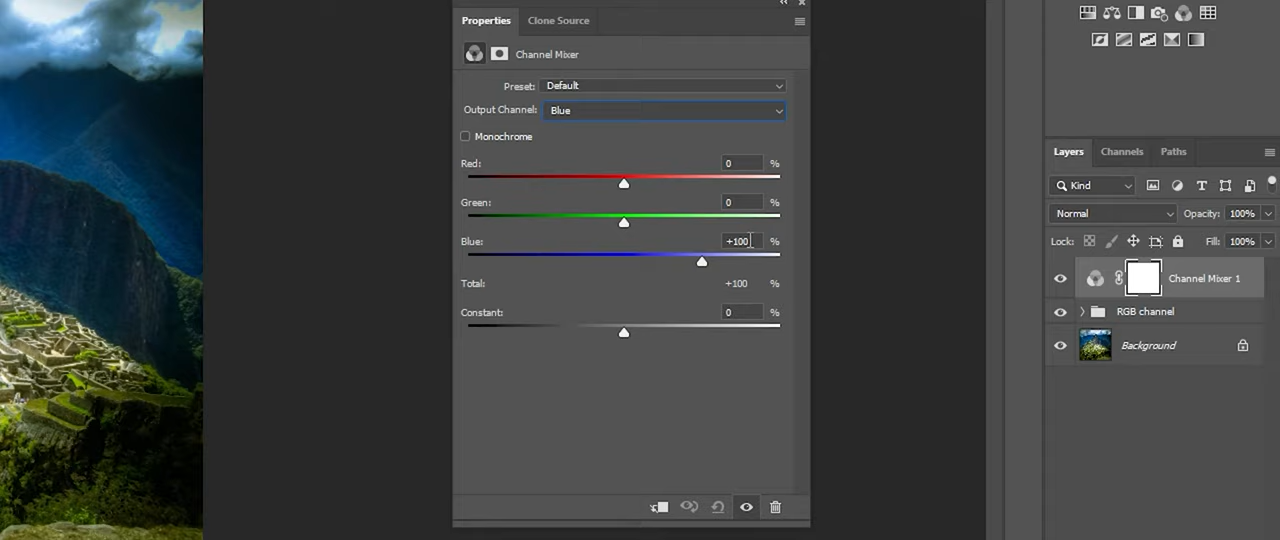 Properties Clone Source
Channel Mixer
Preset: Default
Output Channel: Blue
Monochrome
Red: 0 %
Green: 0 %
Blue: +100 %
Total: +100 %
Constant: 0 %
Layers Channels Paths
Kind
Normal Opacity: 100%
Lock: Fill: 100%
Channel Mixer 1
RGB channel
Background